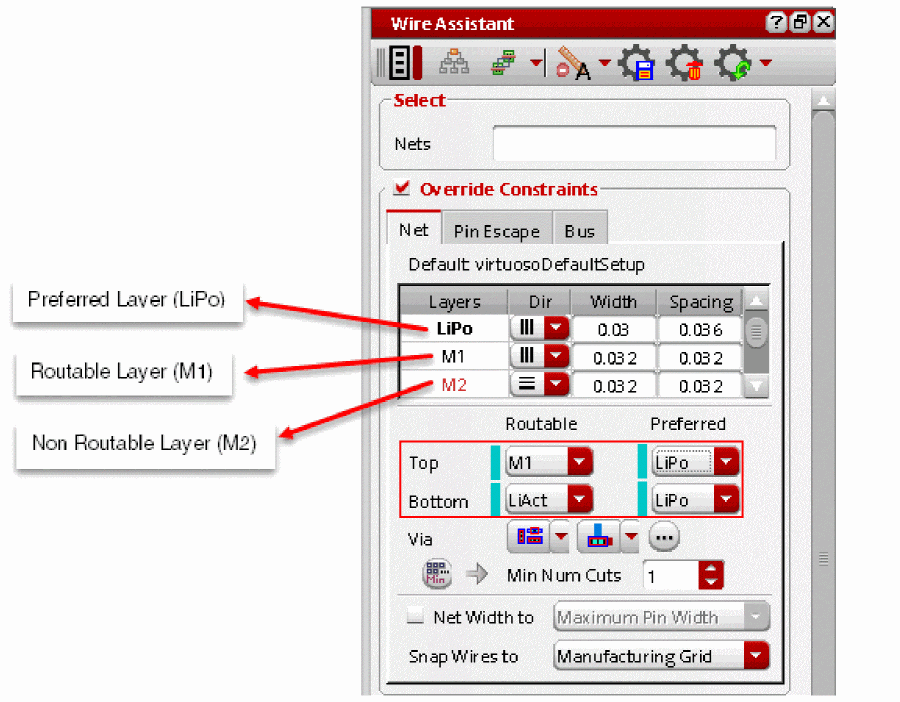 Wire Assistant
Select
Nets
Override Constraints
Net Pin Escape Bus
Default: virtuosoDefaultSetup
Layers Dir Width Spacing
Preferred Layer (LiPo)
LiPo 0.03 0.036
Routable Layer (M1)
M1 0.032 0.032
Non Routable Layer (M2)
M2 0.032 0.032
Routable Preferred
Top M1 LiPo
Bottom LiAct LiPo
Via
Min Min Num Cuts 1
Net Width to Maximum Pin Width
Snap Wires to Manufacturing Grid